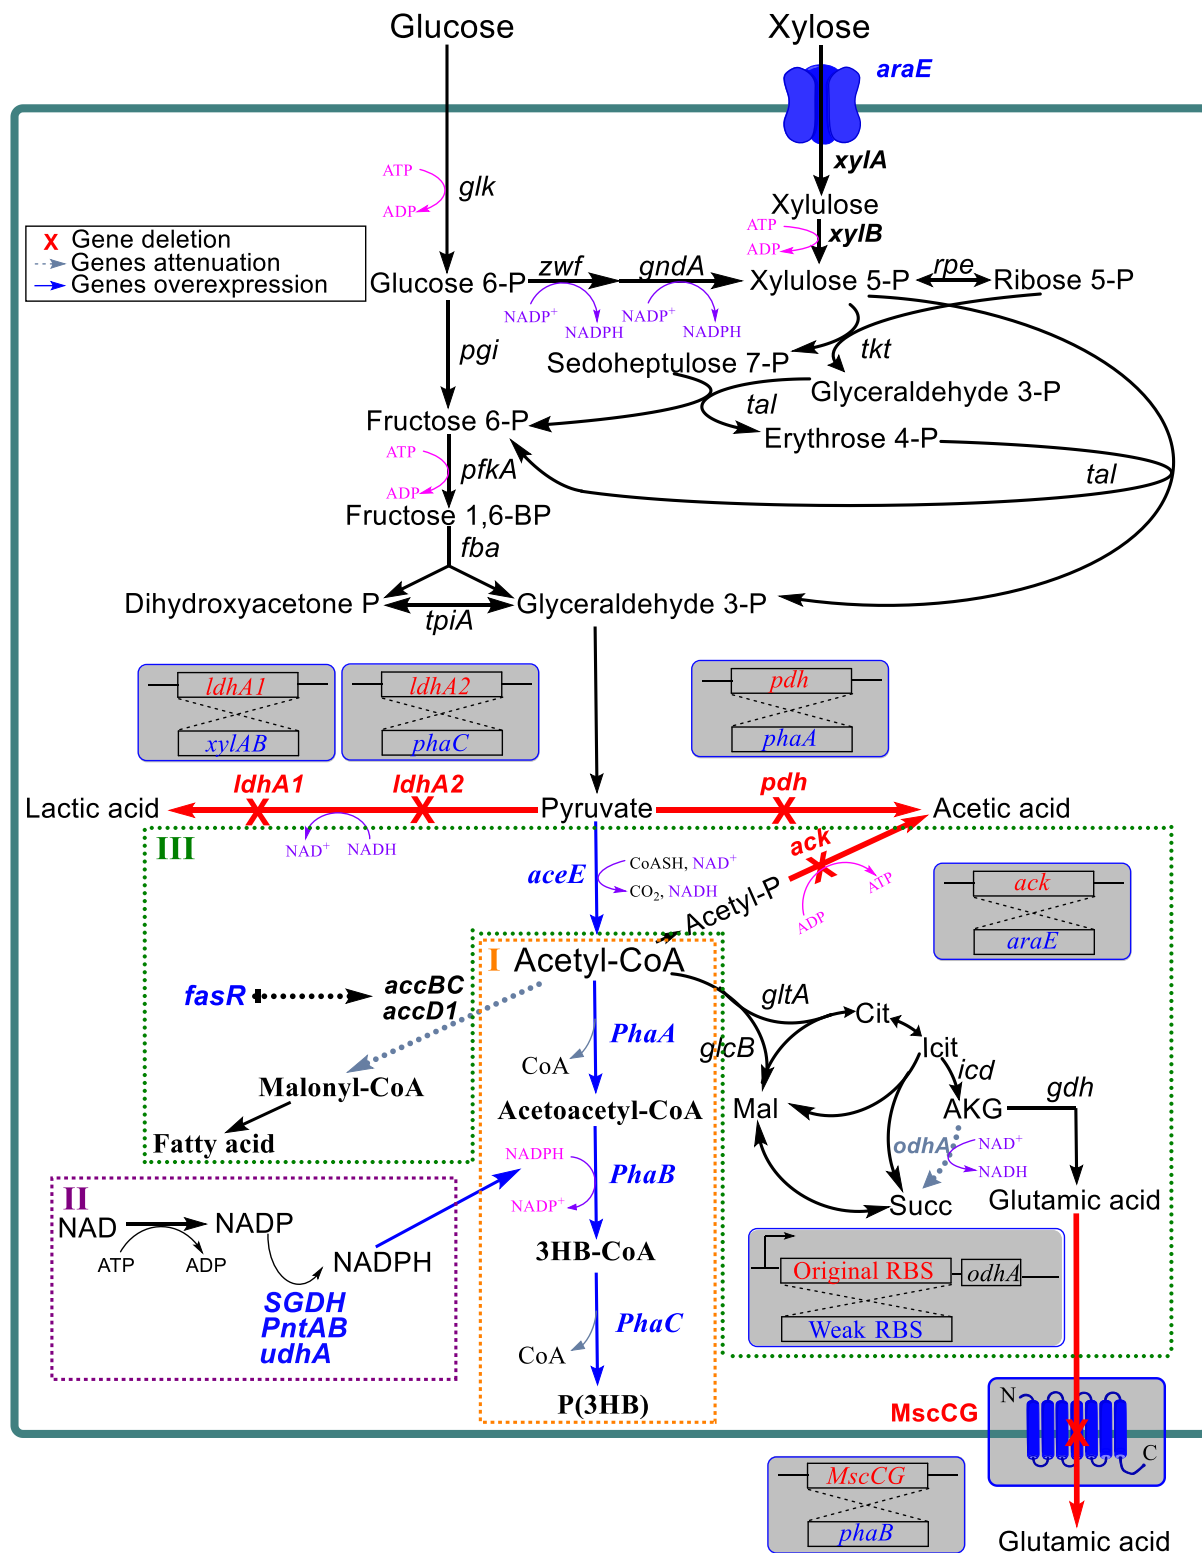 Glucose
Xylose
araE
ATP
glk
ADP
xylA
Xylulose
ATP
xylB
ADP
X Gene deletion
Genes attenuation
Genes overexpression
Glucose 6-P
zwf
gndA
Xylulose 5-P
rpe
Ribose 5-P
NADP+
NADPH
NADP+
NADPH
pgi
Sedoheptulose 7-P
tkt
Glyceraldehyde 3-P
Fructose 6-P
tal
Erythrose 4-P
ATP
pfkA
ADP
tal
Fructose 1,6-BP
fba
Dihydroxyacetone P
tpiA
Glyceraldehyde 3-P
ldhA1
xylAB
ldhA2
phaC
pdh
phaA
ldhA1
ldhA2
pdh
Lactic acid
X
X
Pyruvate
X
Acetic acid
III
NAD+
NADH
aceE
CoASH, NAD+
CO2, NADH
ack
X
Acetyl-P
ADP
ATP
ack
araE
I
Acetyl-CoA
fasR
accBC
accD1
gltA
Cit
PhaA
CoA
glcB
Icit
icd
Malonyl-CoA
Acetoacetyl-CoA
Mal
AKG
gdh
Fatty acid
odhA
NAD+
NADH
NADPH
PhaB
NADP+
II
NAD
NADP
ATP
ADP
NADPH
Succ
Glutamic acid
3HB-CoA
SGDH
PntAB
udhA
Original RBS
odhA
Weak RBS
PhaC
CoA
P(3HB)
MscCG
N
X
C
MscCG
phaB
Glutamic acid